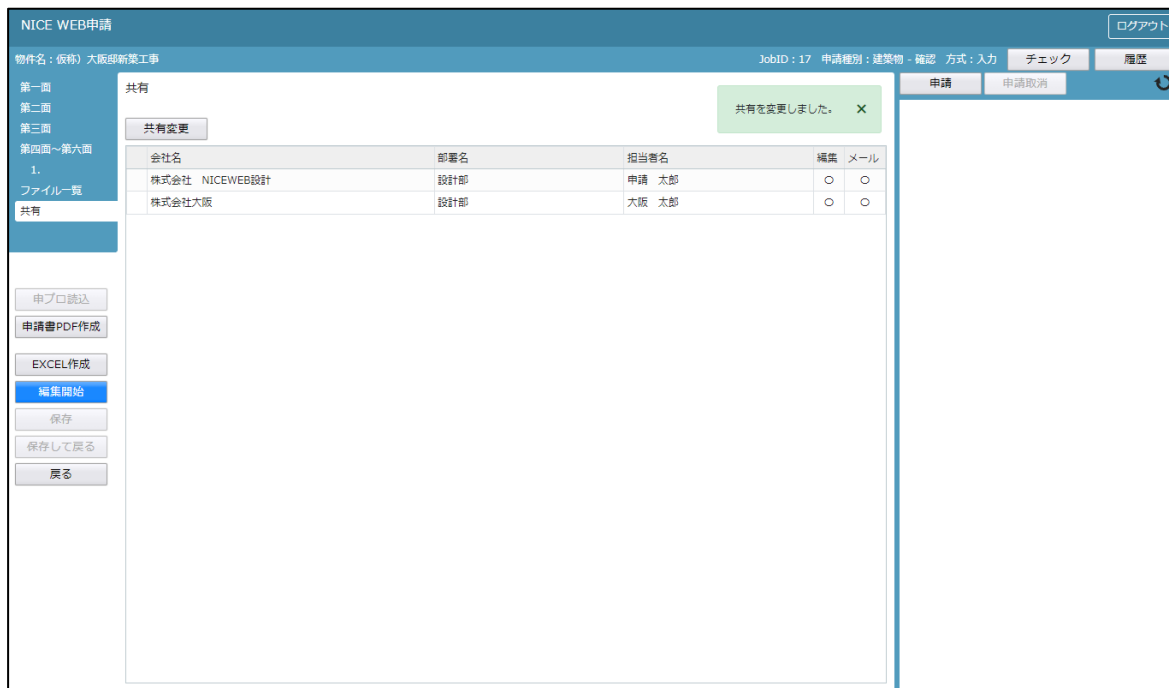 NICE WEB申請
ログアウト
物件名：仮称）大阪邸新築工事
JobID：17 申請種別：建築物 - 確認 方式：入力
チェック
履歴
申請
申請取消
第一面
第二面
第三面
第四面～第六面
1.
ファイル一覧
共有
共有
共有を変更しました。 ×
共有変更
会社名 部署名 担当者名 編集 メール
株式会社　NICEWEB設計 設計部 申請　太郎 ○ ○
株式会社大阪 設計部 大阪　太郎 ○ ○
申プロ読込
申請書PDF作成
EXCEL作成
編集開始
保存
保存して戻る
戻る